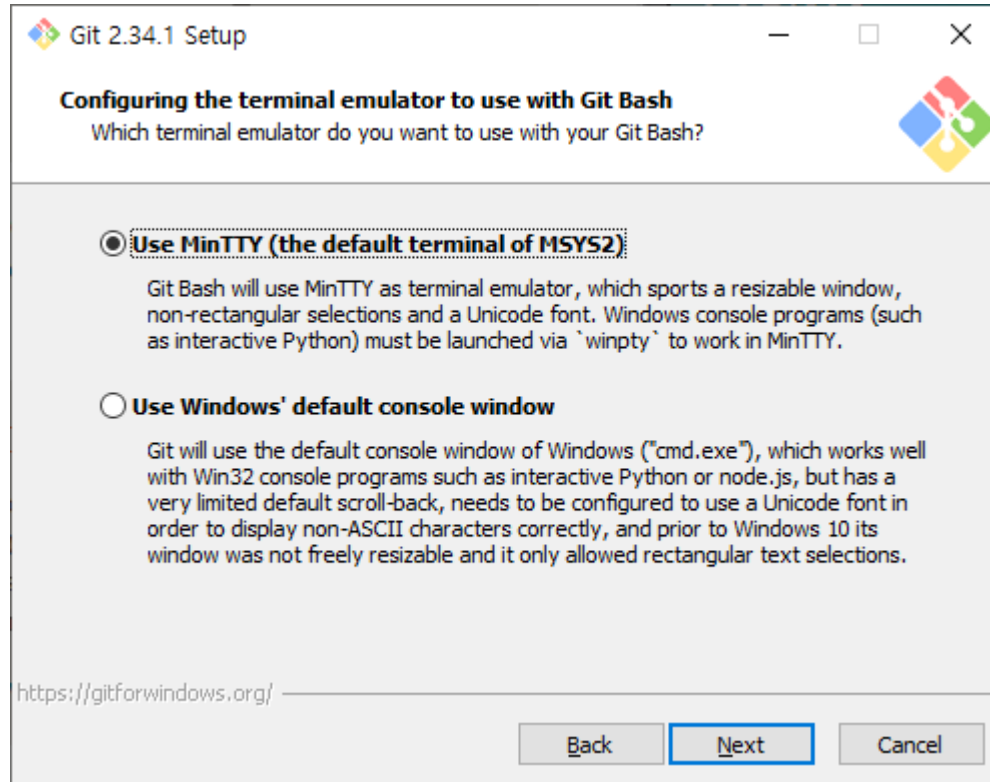 Git 2.34.1 Setup
Configuring the terminal emulator to use with Git Bash
Which terminal emulator do you want to use with your Git Bash?
Use MinTTY (the default terminal of MSYS2)
Git Bash will use MinTTY as terminal emulator, which sports a resizable window,
non-rectangular selections and a Unicode font. Windows console programs (such
as interactive Python) must be launched via `winpty` to work in MinTTY.
Use Windows' default console window
Git will use the default console window of Windows ("cmd.exe"), which works well
with Win32 console programs such as interactive Python or node.js, but has a
very limited default scroll-back, needs to be configured to use a Unicode font in
order to display non-ASCII characters correctly, and prior to Windows 10 its
window was not freely resizable and it only allowed rectangular text selections.
https://gitforwindows.org/
Back Next Cancel